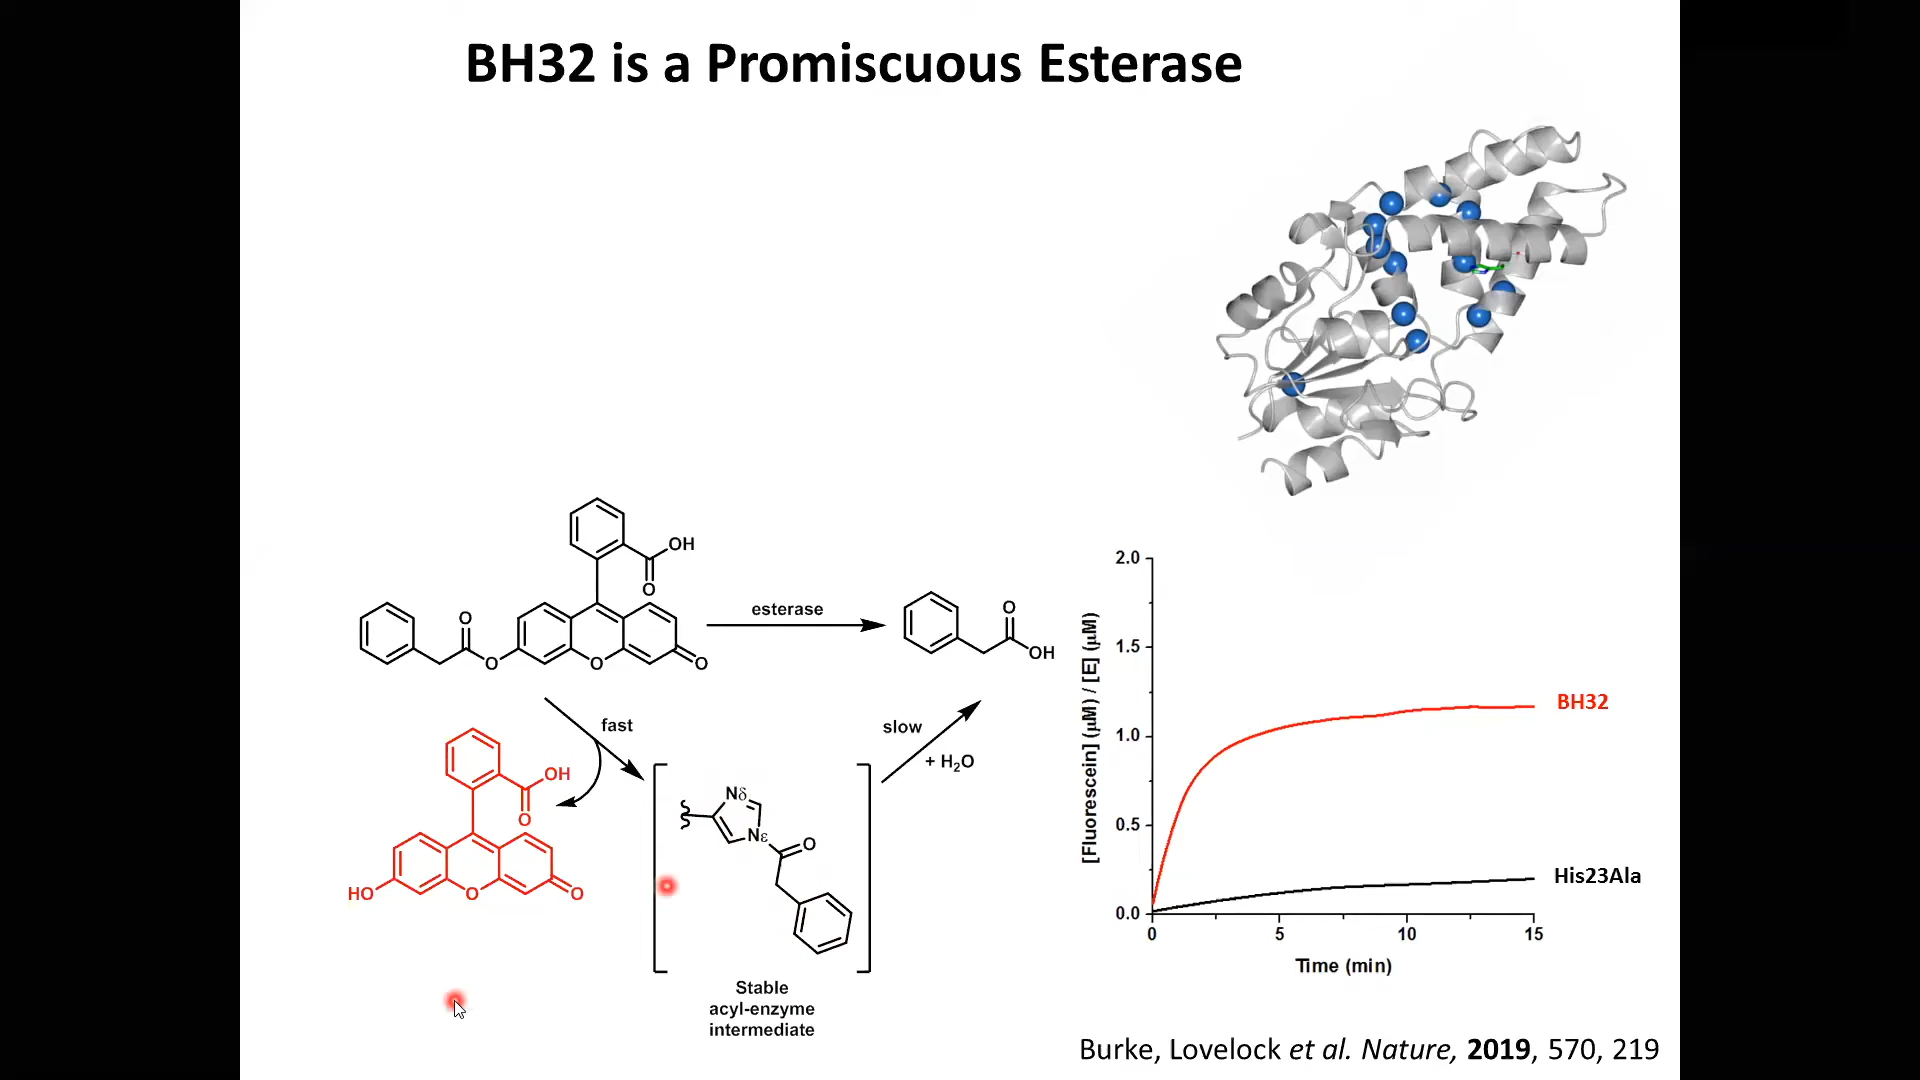 BH32 is a Promiscuous Esterase
OH
O
O
O
O
O
esterase
O
OH
fast
slow
+ H₂O
OH
O
HO
O
O
Nδ
Nε
O
Stable
acyl-enzyme
intermediate
[Fluorescein] (µM) / [E] (µM)
2.0
1.5
1.0
0.5
0.0
0
5
10
15
Time (min)
BH32
His23Ala
Burke, Lovelock et al. Nature, 2019, 570, 219